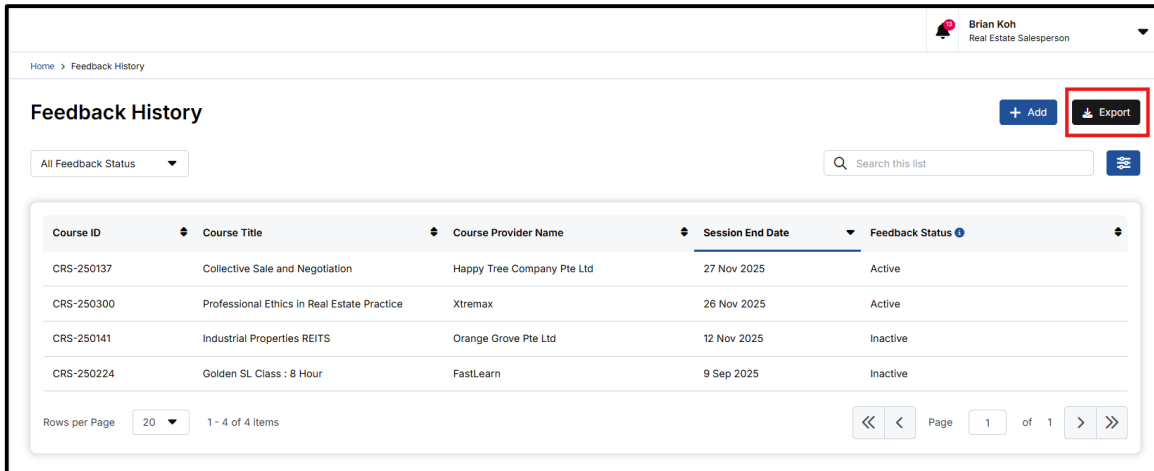 13
Brian Koh
Real Estate Salesperson
Home > Feedback History
Feedback History
+ Add
Export
All Feedback Status
Search this list
Course ID Course Title Course Provider Name Session End Date Feedback Status
CRS-250137 Collective Sale and Negotiation Happy Tree Company Pte Ltd 27 Nov 2025 Active
CRS-250300 Professional Ethics in Real Estate Practice Xtremax 26 Nov 2025 Active
CRS-250141 Industrial Properties REITS Orange Grove Pte Ltd 12 Nov 2025 Inactive
CRS-250224 Golden SL Class : 8 Hour FastLearn 9 Sep 2025 Inactive
Rows per Page 20 1 - 4 of 4 items Page 1 of 1